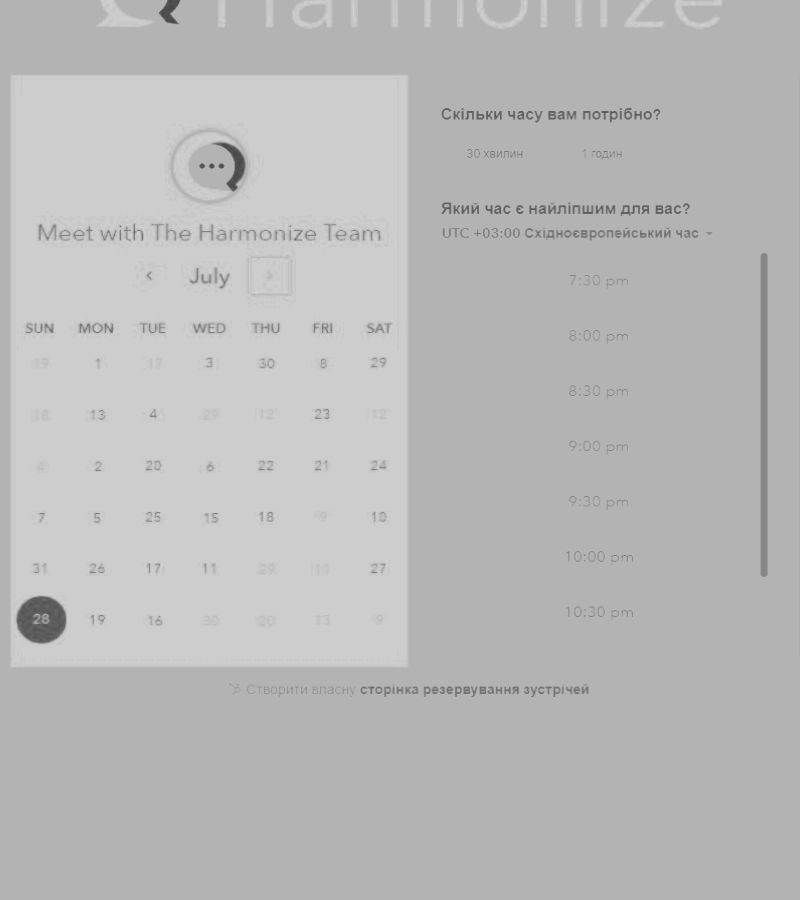 Harmonize
Meet with The Harmonize Team
July
SUN MON TUE WED THU FRI SAT
1 3 30 8 29
13 4 29 12 23 12
4 2 20 6 22 21 24
7 5 25 15 18 9 10
31 26 17 11 29 27
28 19 16 30 20 13 9
Скільки часу вам потрібно?
30 хвилин 1 годин
Який час є найліпшим для вас?
UTC +03:00 Східноєвропейський час
7:30 pm
8:00 pm
8:30 pm
9:00 pm
9:30 pm
10:00 pm
10:30 pm
Створити власну сторінка резервування зустрічей